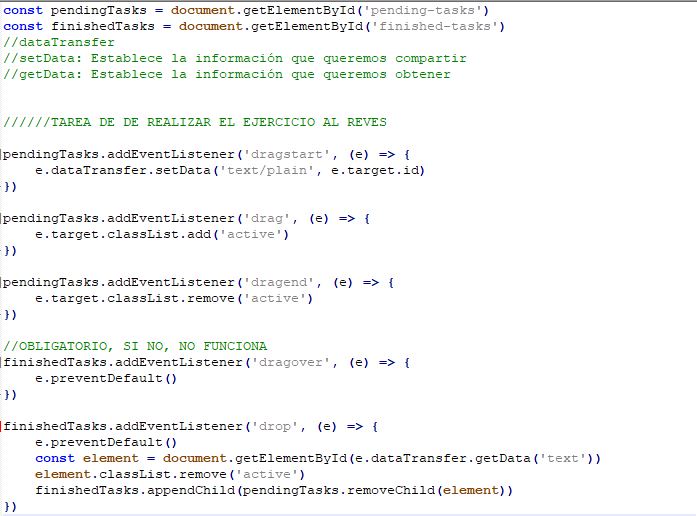 const pendingTasks = document.getElementById('pending-tasks')
const finishedTasks = document.getElementById('finished-tasks')
//dataTransfer
//setData: Establece la información que queremos compartir
//getData: Establece la información que queremos obtener
//////TAREA DE DE REALIZAR EL EJERCICIO AL REVES
pendingTasks.addEventListener('dragstart', (e) => {
    e.dataTransfer.setData('text/plain', e.target.id)
})
pendingTasks.addEventListener('drag', (e) => {
    e.target.classList.add('active')
})
pendingTasks.addEventListener('dragend', (e) => {
    e.target.classList.remove('active')
})
//OBLIGATORIO, SI NO, NO FUNCIONA
finishedTasks.addEventListener('dragover', (e) => {
    e.preventDefault()
})
finishedTasks.addEventListener('drop', (e) => {
    e.preventDefault()
    const element = document.getElementById(e.dataTransfer.getData('text'))
    element.classList.remove('active')
    finishedTasks.appendChild(pendingTasks.removeChild(element))
})